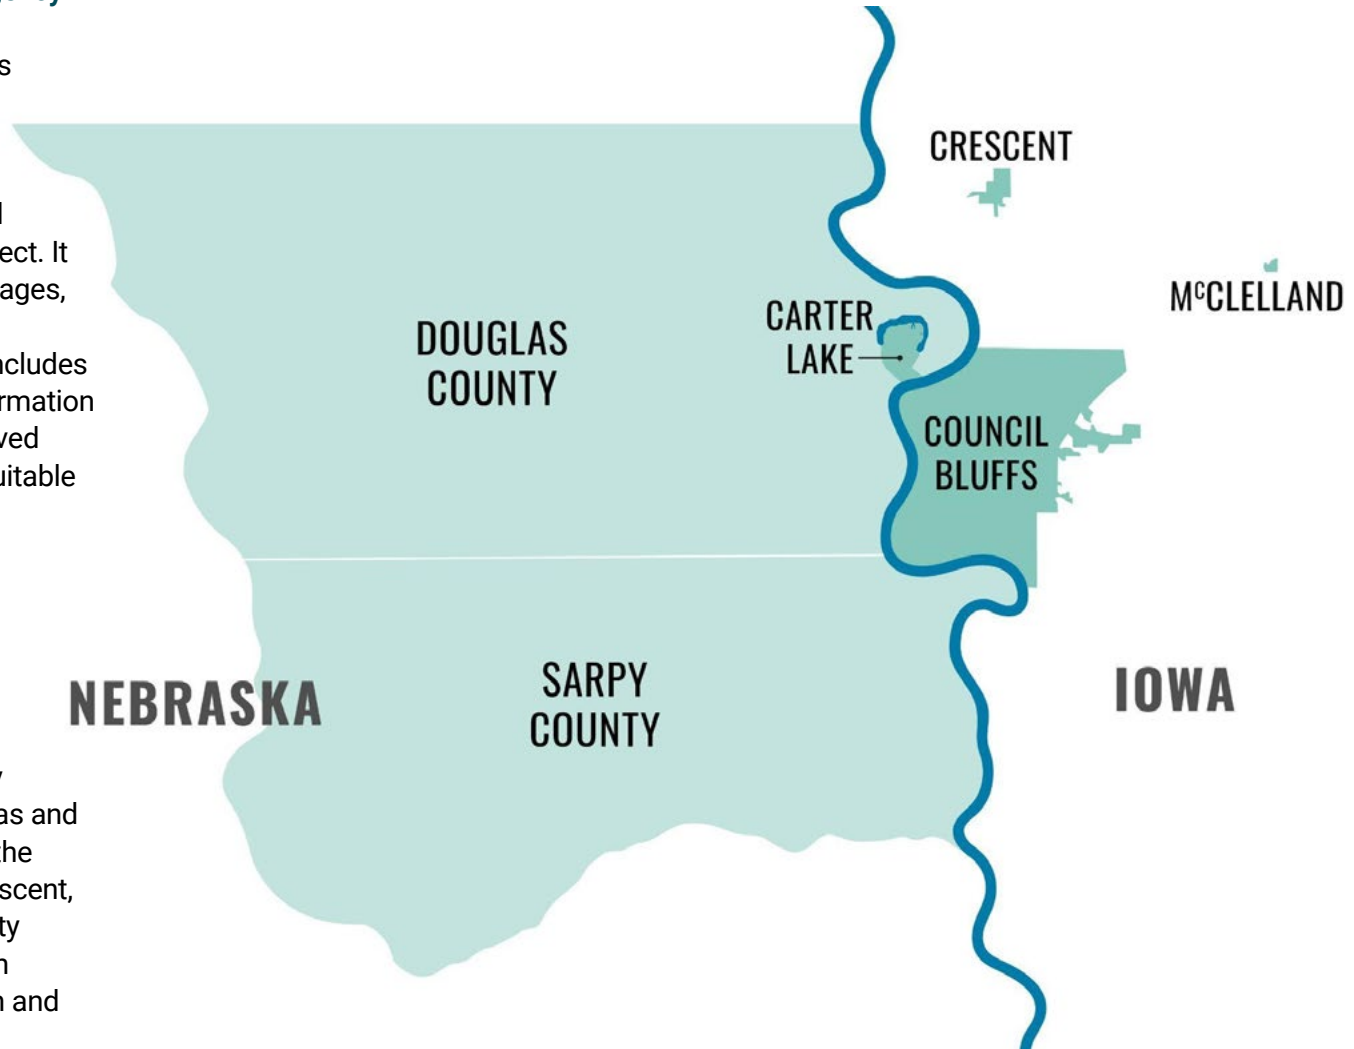 s
ect. It
ages,
ncludes
rmation
ved
uitable
as and
the
scent,
ty
n and
CRESCENT
McCLELLAND
CARTER
LAKE
DOUGLAS
COUNTY
COUNCIL
BLUFFS
SARPY
COUNTY
NEBRASKA
IOWA